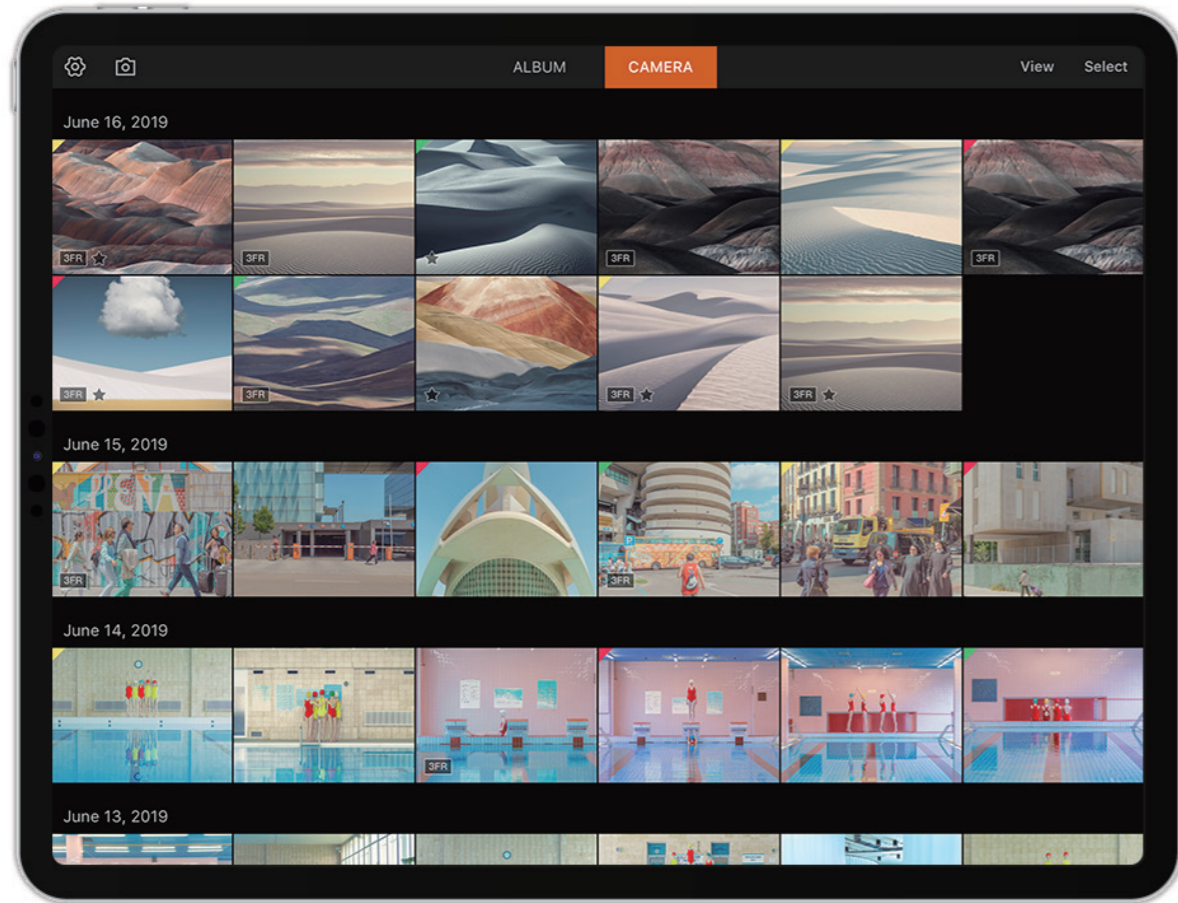 ALBUM CAMERA View Select
June 16, 2019
3FR 3FR 3FR 3FR
3FR 3FR 3FR 3FR
June 15, 2019
3FR 3FR
June 14, 2019
3FR
June 13, 2019